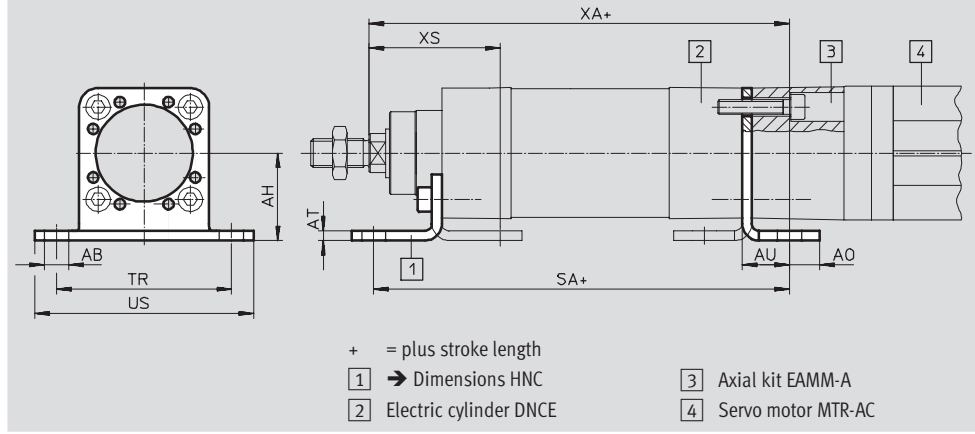 XA+
XS
2
3
4
AH
AT
AB
TR
US
1
AU
AO
SA+
+ = plus stroke length
1 ➔ Dimensions HNC
2 Electric cylinder DNCE
3 Axial kit EAMM-A
4 Servo motor MTR-AC